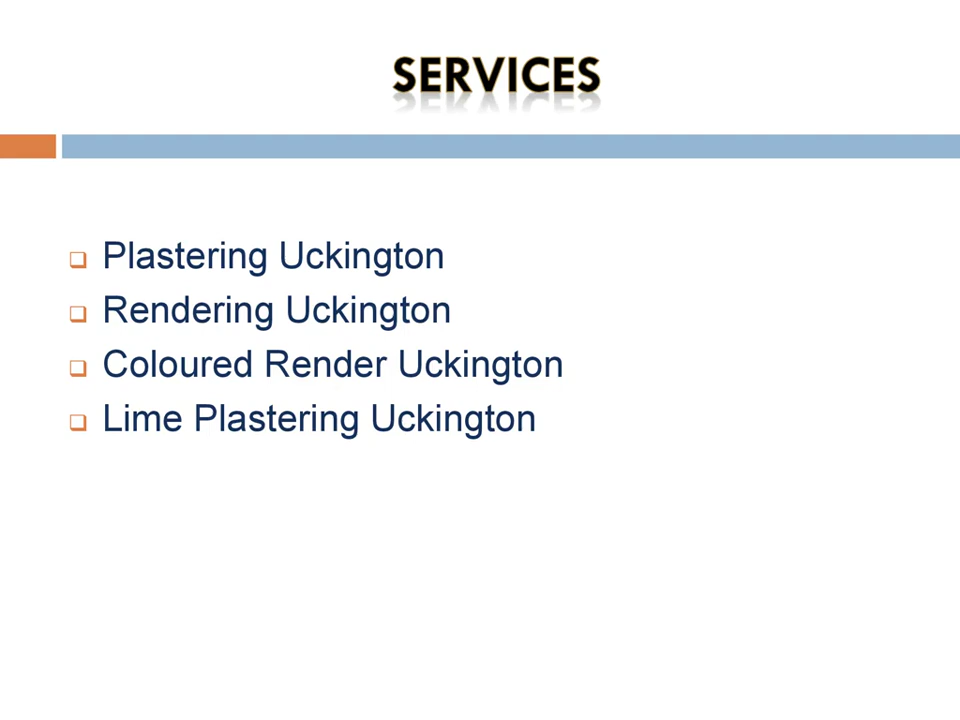 SERVICES
Plastering Uckington
Rendering Uckington
Coloured Render Uckington
Lime Plastering Uckington